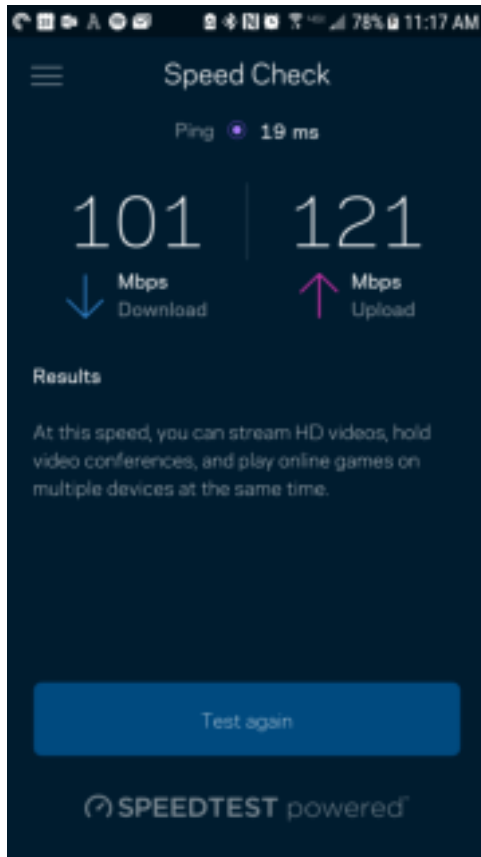 78% 11:17 AM
Speed Check
Ping 19 ms
101 121
Mbps Mbps
Download Upload
Results
At this speed, you can stream HD videos, hold
video conferences, and play online games on
multiple devices at the same time.
Test again
SPEEDTEST powered